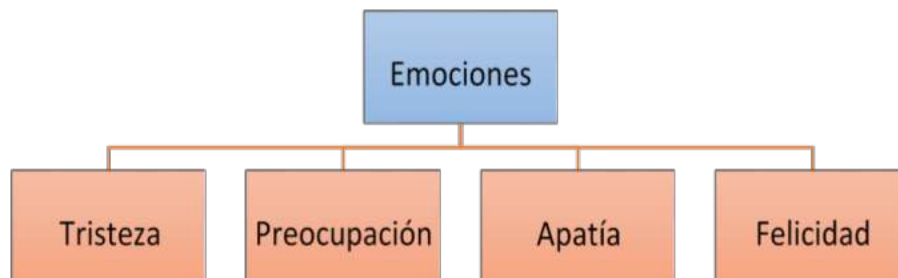 Emociones
Tristeza
Preocupación
Apatía
Felicidad